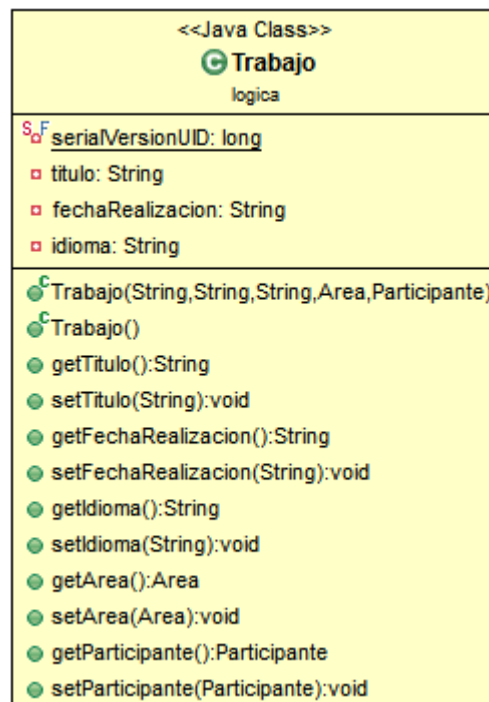 <<Java Class>>
C Trabajo
logica
S F serialVersionUID: long
titulo: String
fechaRealizacion: String
idioma: String
C Trabajo(String,String,String,Area,Participante)
C Trabajo()
getTitulo():String
setTitulo(String):void
getFechaRealizacion():String
setFechaRealizacion(String):void
getIdioma():String
setIdioma(String):void
getArea():Area
setArea(Area):void
getParticipante():Participante
setParticipante(Participante):void